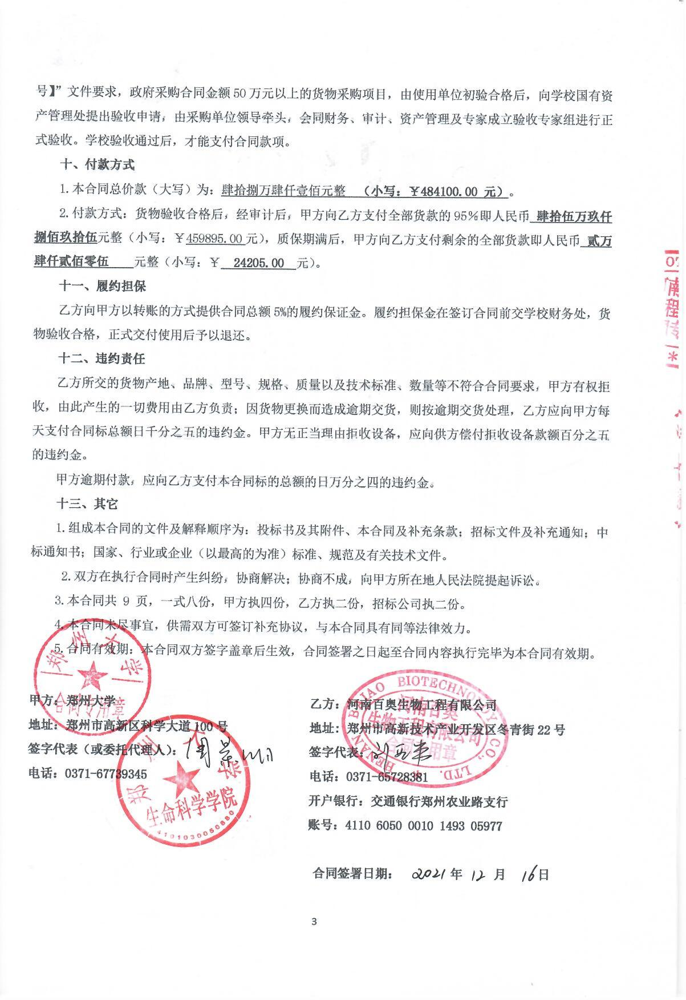 号】”文件要求，政府采购合同金额50万元以上的货物采购项目，由使用单位初验合格后，向学校国有资
产管理处提出验收申请，由采购单位领导牵头，会同财务、审计、资产管理及专家成立验收专家组进行正
式验收。学校验收通过后，才能支付合同款项。
十、付款方式
1.本合同总价款（大写）为：肆拾捌万肆仟壹佰元整 （小写：￥484100.00 元）。
2.付款方式：货物验收合格后，经审计后，甲方向乙方支付全部货款的95%即人民币 肆拾伍万玖仟
捌佰玖拾伍元整（小写：￥459895.00元），质保期满后，甲方向乙方支付剩余的全部货款即人民币 贰万
肆仟贰佰零伍 元整（小写：￥ 24205.00 元）。
十一、履约担保
乙方向甲方以转账的方式提供合同总额5%的履约保证金。履约担保金在签订合同前交学校财务处，货
物验收合格，正式交付使用后予以退还。
十二、违约责任
乙方所交的货物产地、品牌、型号、规格、质量以及技术标准、数量等不符合合同要求，甲方有权拒
收，由此产生的一切费用由乙方负责；因货物更换而造成逾期交货，则按逾期交货处理，乙方应向甲方每
天支付合同标总额日千分之五的违约金。甲方无正当理由拒收设备，应向供方偿付拒收设备款额百分之五
的违约金。
甲方逾期付款，应向乙方支付本合同标的总额的日万分之四的违约金。
十三、其它
1.组成本合同的文件及解释顺序为：投标书及其附件、本合同及补充条款；招标文件及补充通知；中
标通知书；国家、行业或企业（以最高的为准）标准、规范及有关技术文件。
2.双方在执行合同时产生纠纷，协商解决；协商不成，向甲方所在地人民法院提起诉讼。
3.本合同共 9 页，一式八份，甲方执四份，乙方执二份，招标公司执二份。
4.本合同未尽事宜，供需双方可签订补充协议，与本合同具有同等法律效力。
5.合同有效期：本合同双方签字盖章后生效，合同签署之日起至合同内容执行完毕为本合同有效期。
郑州大学
合同专用章
甲方：郑州大学
地址：郑州市高新区科学大道100号
签字代表（或委托代理人）：
电话：0371-67739345
郑州大学
生命科学学院
4101030050880
乙方：河南百奥生物工程有限公司
地址：郑州市高新技术产业开发区冬青街22号
签字代表：
电话：0371-65728381
开户银行：交通银行郑州农业路支行
账号：4110 6050 0010 1493 05977
HENAN BAIAO BIOTECHNOLOGY CO., LTD.
河南百奥
生物工程有限公司
合同专用章
合同签署日期： 2021年 12月 16日
3
南
程
专
*